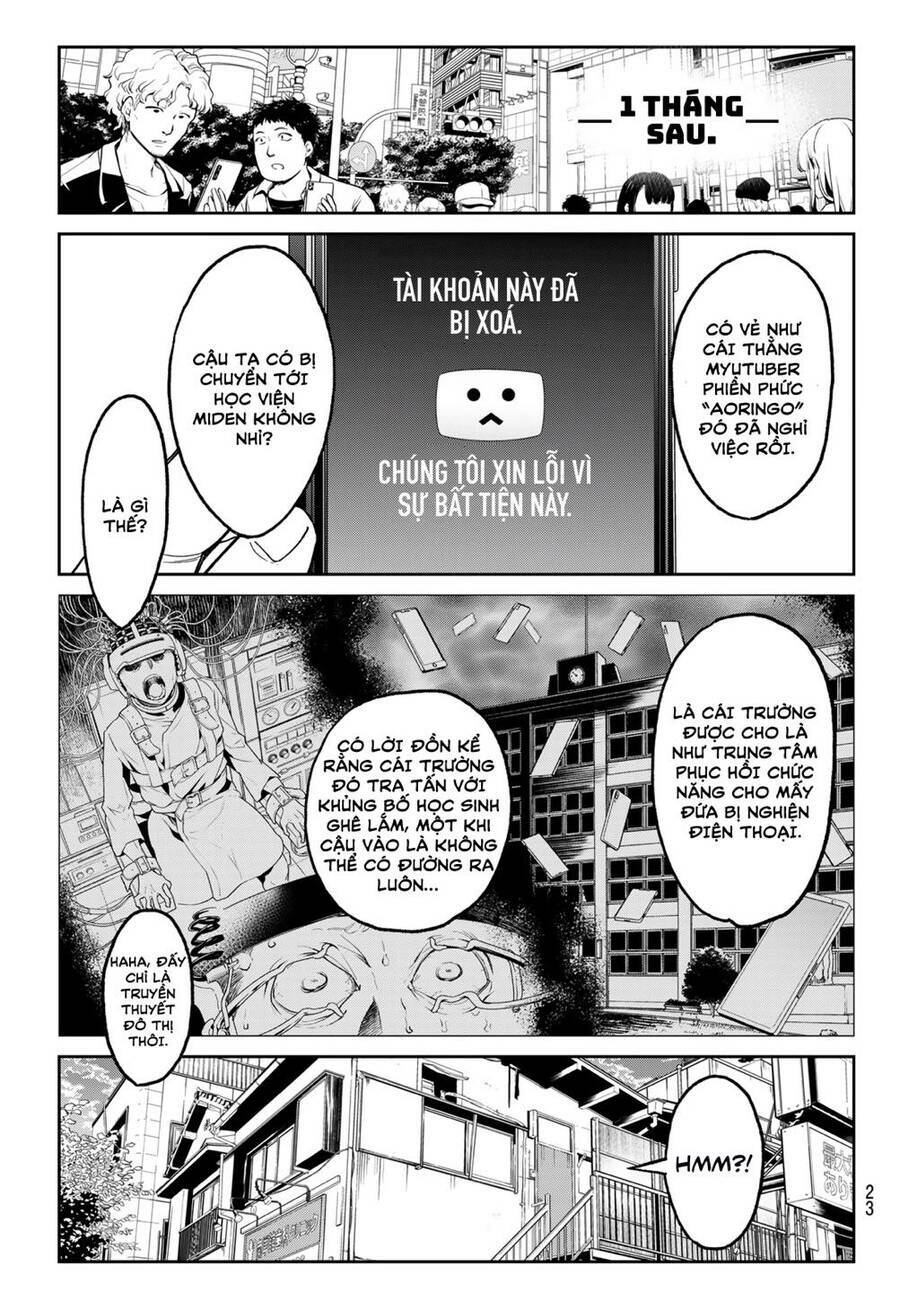 1 THÁNG
SAU.
CÓ VẺ NHƯ
CÁI THẰNG
MYUTUBER
PHIỀN PHỨC
"AORINGO"
ĐÓ ĐÃ NGHỈ
VIỆC RỒI.
TÀI KHOẢN NÀY ĐÃ
BỊ XOÁ.
CHÚNG TÔI XIN LỖI VÌ
SỰ BẤT TIỆN NÀY.
CẬU TA CÓ BỊ
CHUYỂN TỚI
HỌC VIỆN
MIDEN KHÔNG
NHỈ?
LÀ GÌ
THẾ?
LÀ CÁI TRƯỜNG
ĐƯỢC CHO LÀ
NHƯ TRUNG TÂM
PHỤC HỒI CHỨC
NĂNG CHO MẤY
ĐỨA BỊ NGHIỆN
ĐIỆN THOẠI.
CÓ LỜI ĐỒN KỂ
RẰNG CÁI TRƯỜNG
ĐÓ TRA TẤN VỚI
KHỦNG BỐ HỌC SINH
GHÊ LẮM, MỘT KHI
CẬU VÀO LÀ KHÔNG
THỂ CÓ ĐƯỜNG RA
LUÔN...
HAHA, ĐẤY
CHỈ LÀ
TRUYỀN
THUYẾT
ĐÔ THỊ
THÔI.
HMM?!
23